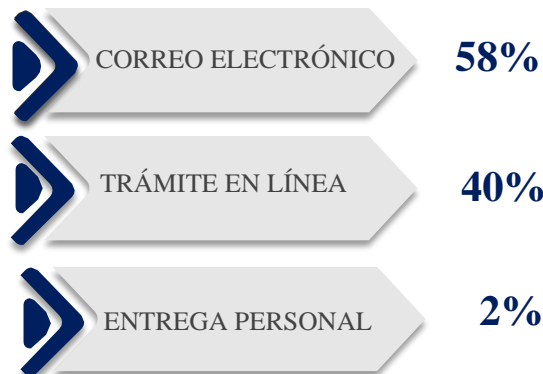 CORREO ELECTRÓNICO 58%
TRÁMITE EN LÍNEA 40%
ENTREGA PERSONAL 2%